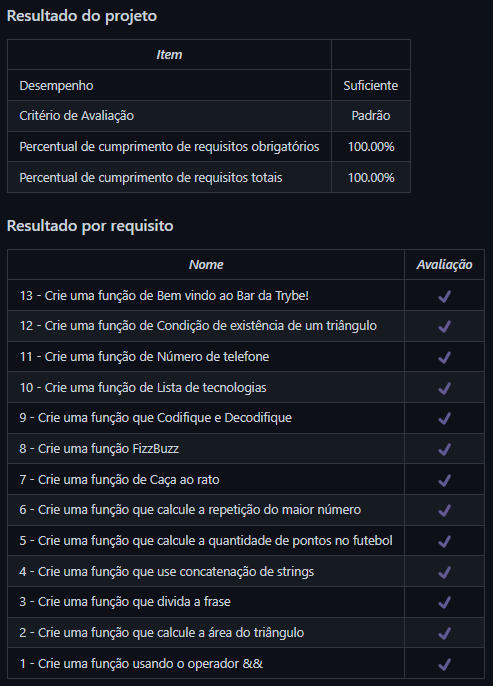 Resultado do projeto
Item
Desempenho Suficiente
Critério de Avaliação Padrão
Percentual de cumprimento de requisitos obrigatórios 100.00%
Percentual de cumprimento de requisitos totais 100.00%
Resultado por requisito
Nome Avaliação
13 - Crie uma função de Bem vindo ao Bar da Trybe!
12 - Crie uma função de Condição de existência de um triângulo
11 - Crie uma função de Número de telefone
10 - Crie uma função de Lista de tecnologias
9 - Crie uma função que Codifique e Decodifique
8 - Crie uma função FizzBuzz
7 - Crie uma função de Caça ao rato
6 - Crie uma função que calcule a repetição do maior número
5 - Crie uma função que calcule a quantidade de pontos no futebol
4 - Crie uma função que use concatenação de strings
3 - Crie uma função que divida a frase
2 - Crie uma função que calcule a área do triângulo
1 - Crie uma função usando o operador &&